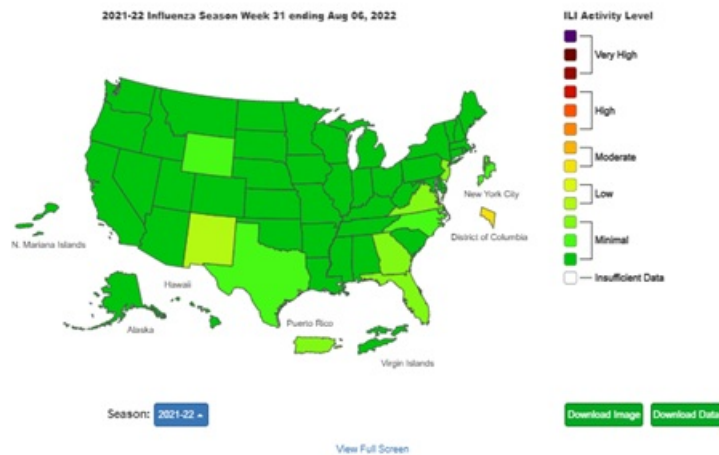 2021-22 Influenza Season Week 31 ending Aug 06, 2022
ILI Activity Level
Very High
High
Moderate
Low
Minimal
Insufficient Data
New York City
District of Columbia
N. Mariana Islands
Hawaii
Alaska
Puerto Rico
Virgin Islands
Season: 2021-22
Download Image Download Data
View Full Screen